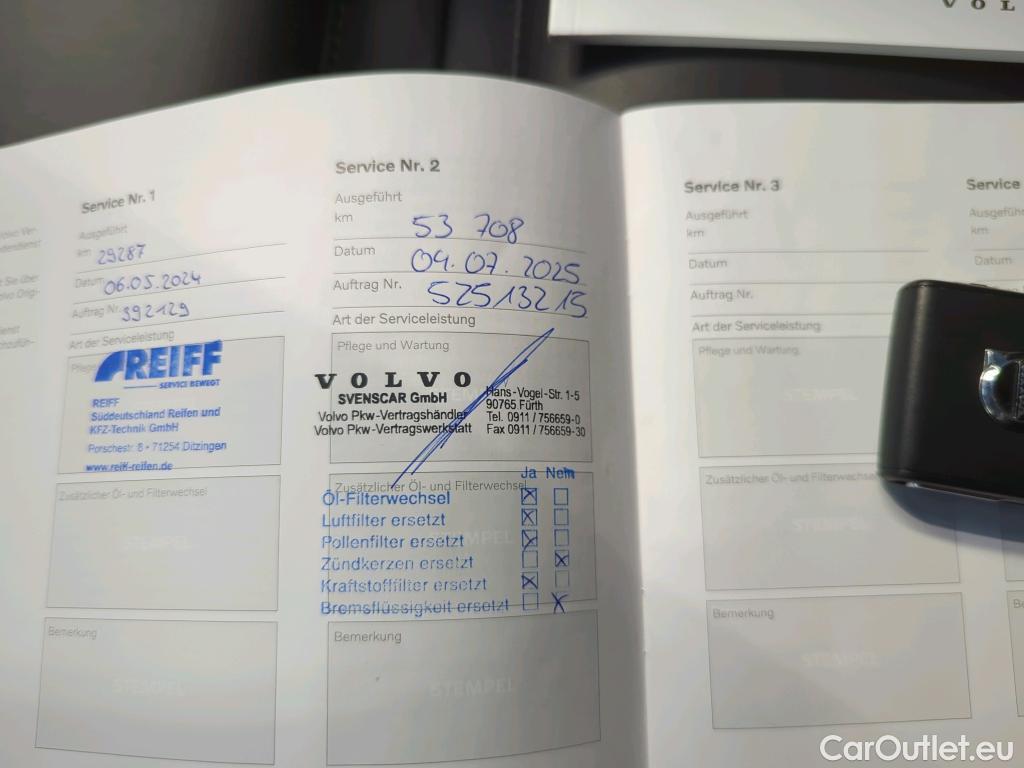 VOL
Service Nr. 1
Ausgeführt
km 29287
Datum 06.05.2024
Auftrag Nr. 392129
Art der Serviceleistung
Pflege
REIFF
SERVICE BEWEGT
REIFF
Süddeutschland Reifen und
KFZ-Technik GmbH
Porschestr. 8 • 71254 Ditzingen
www.reiff-reifen.de
Zusätzlicher Öl- und Filterwechsel
STEMPEL
Bemerkung
STEMPEL
Service Nr. 2
Ausgeführt
km 53 708
Datum 04.07.2025
Auftrag Nr. 52513215
Art der Serviceleistung
Pflege und Wartung
VOLVO
SVENSCAR GmbH
Volvo Pkw-Vertragshändler
Volvo Pkw-Vertragswerkstatt
Hans-Vogel-Str. 1-5
90765 Fürth
Tel. 0911 / 756659-0
Fax 0911 / 756659-30
Zusätzlicher Öl- und Filterwechsel
Ja Nein
Öl-Filterwechsel
Luftfilter ersetzt
Pollenfilter ersetzt
Zündkerzen ersetzt
Kraftstoffilter ersetzt
Bremsflüssigkeit ersetzt
Bemerkung
STEMPEL
Service Nr. 3
Ausgeführt
km
Datum
Auftrag Nr.
Art der Serviceleistung
Pflege und Wartung
Zusätzlicher Öl- und Filterwechsel
STEMPEL
Bemerkung
STEMPEL
Service
Ausgeführt
km
Datum
CarOutlet.eu